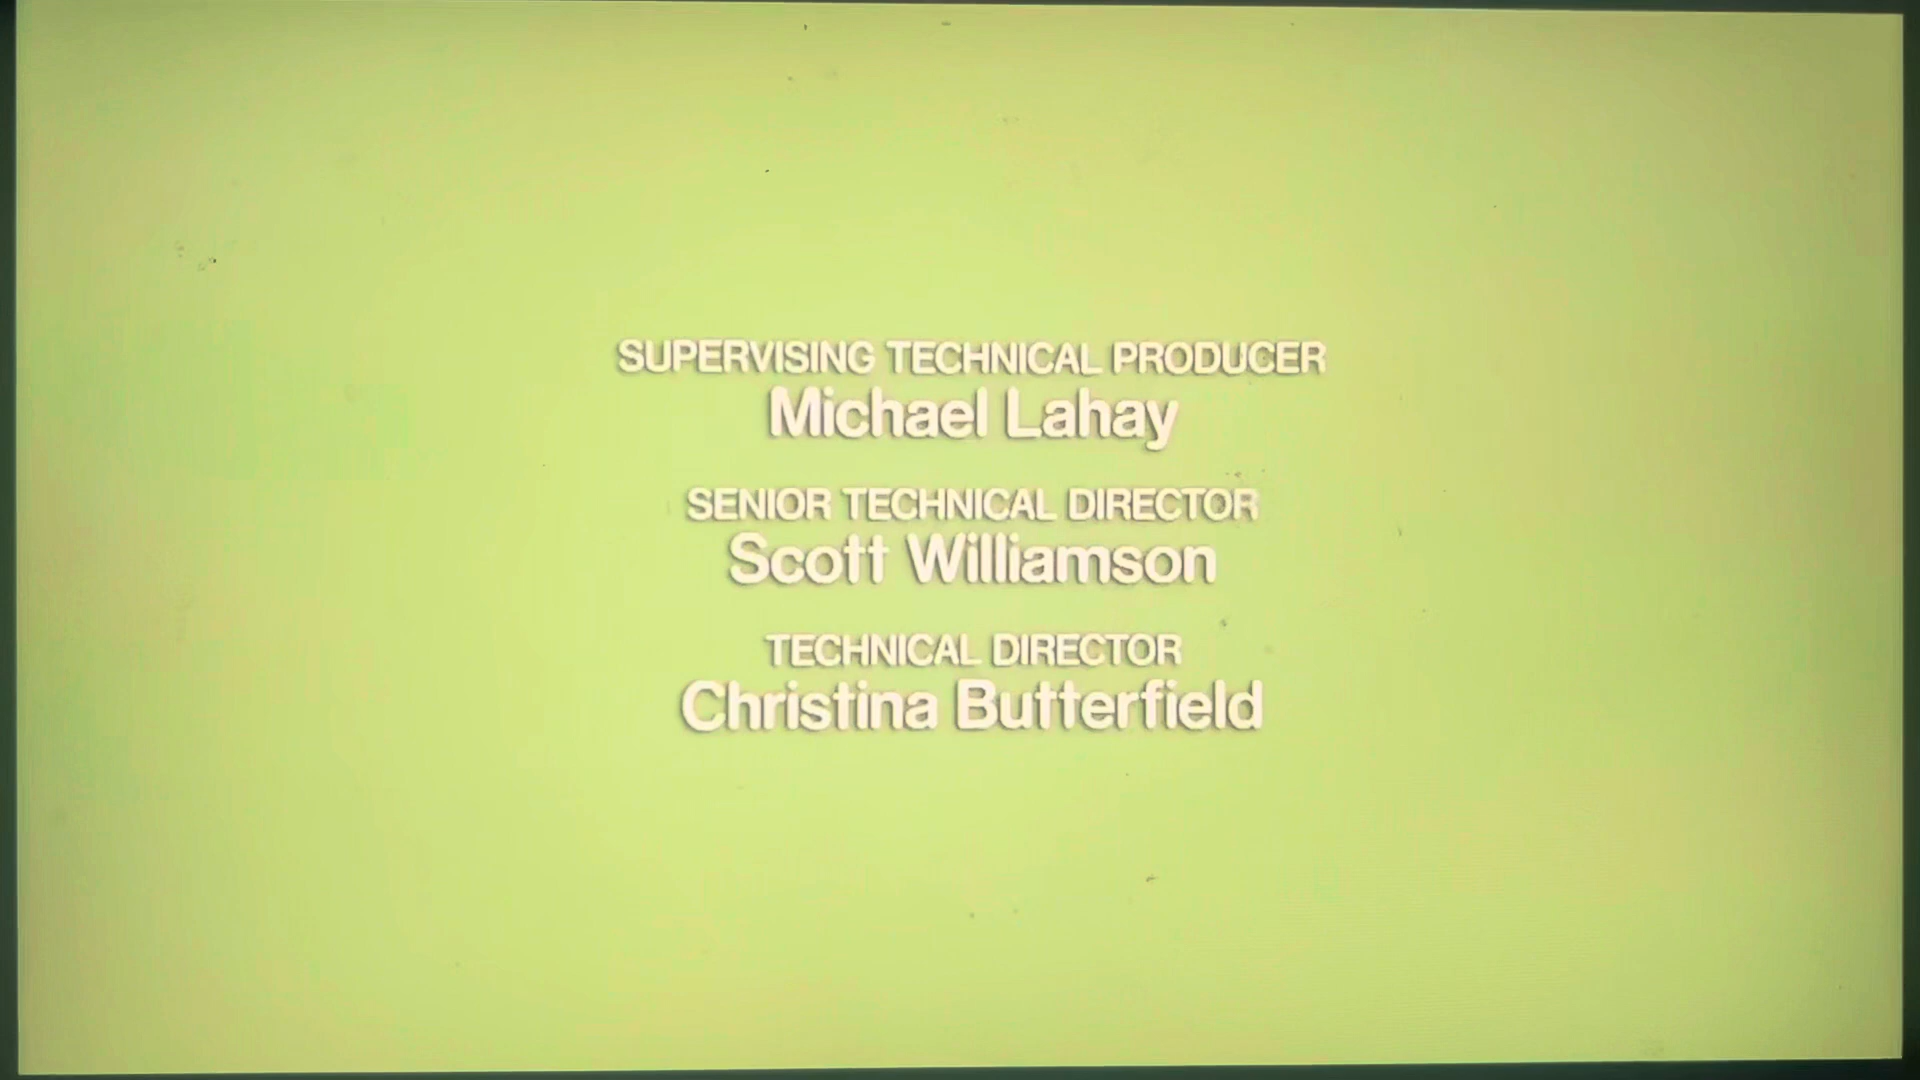 SUPERVISING TECHNICAL PRODUCER
Michael Lahay
SENIOR TECHNICAL DIRECTOR
Scott Williamson
TECHNICAL DIRECTOR
Christina Butterfield